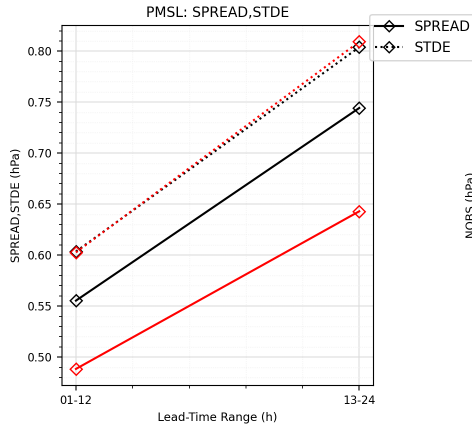 PMSL: SPREAD,STDE
SPREAD
STDE
0.80
0.75
0.70
0.65
0.60
0.55
0.50
SPREAD,STDE (hPa)
NOBS (hPa)
01-12
13-24
Lead-Time Range (h)